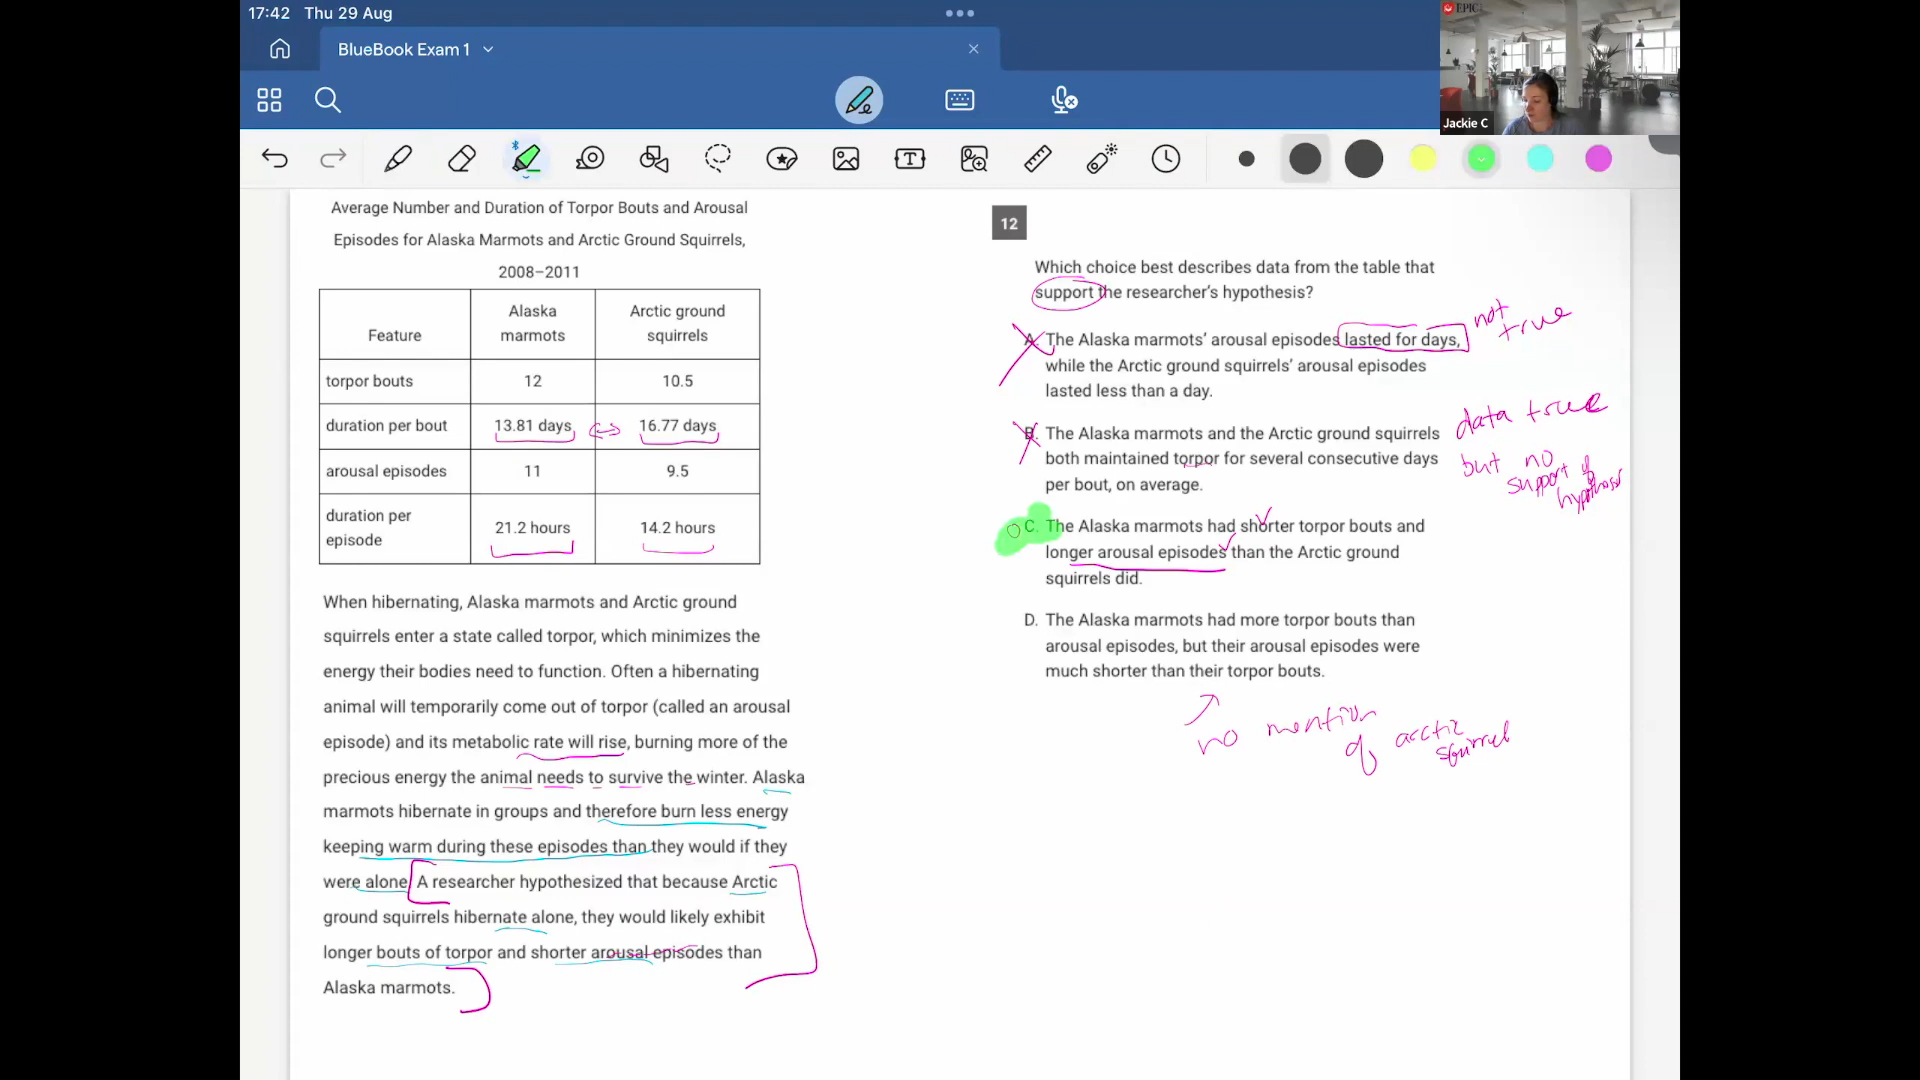 17:42 Thu 29 Aug
EPIC
BlueBook Exam 1
Jackie C
Average Number and Duration of Torpor Bouts and Arousal
Episodes for Alaska Marmots and Arctic Ground Squirrels,
2008–2011
Feature
Alaska
marmots
Arctic ground
squirrels
torpor bouts 12 10.5
duration per bout 13.81 days 16.77 days
arousal episodes 11 9.5
duration per
episode
21.2 hours 14.2 hours
When hibernating, Alaska marmots and Arctic ground
squirrels enter a state called torpor, which minimizes the
energy their bodies need to function. Often a hibernating
animal will temporarily come out of torpor (called an arousal
episode) and its metabolic rate will rise, burning more of the
precious energy the animal needs to survive the winter. Alaska
marmots hibernate in groups and therefore burn less energy
keeping warm during these episodes than they would if they
were alone. A researcher hypothesized that because Arctic
ground squirrels hibernate alone, they would likely exhibit
longer bouts of torpor and shorter arousal episodes than
Alaska marmots.
12
Which choice best describes data from the table that
support the researcher's hypothesis?
A. The Alaska marmots' arousal episodes lasted for days,
while the Arctic ground squirrels' arousal episodes
lasted less than a day.
not
true
B. The Alaska marmots and the Arctic ground squirrels
both maintained torpor for several consecutive days
per bout, on average.
data true
but no
support of
hypothesis
C. The Alaska marmots had shorter torpor bouts and
longer arousal episodes than the Arctic ground
squirrels did.
D. The Alaska marmots had more torpor bouts than
arousal episodes, but their arousal episodes were
much shorter than their torpor bouts.
no mention
of arctic
squirrel